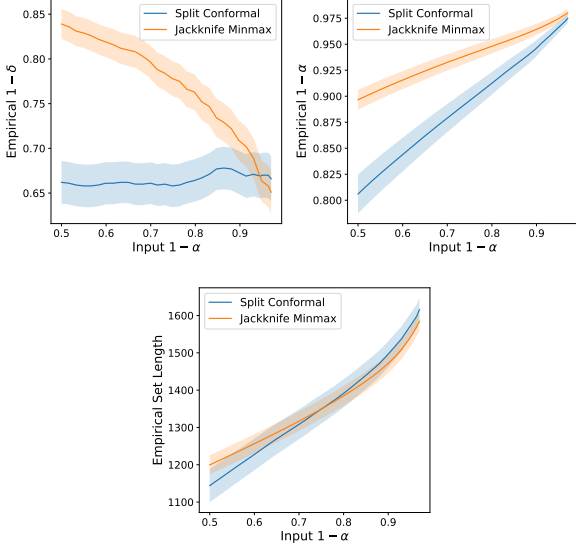 0.85
0.80
0.75
0.70
0.65
Empirical 1 − δ
Split Conformal
Jackknife Minmax
0.5 0.6 0.7 0.8 0.9
Input 1 − α
0.975
0.950
0.925
0.900
0.875
0.850
0.825
0.800
Empirical 1 − α
Split Conformal
Jackknife Minmax
0.5 0.6 0.7 0.8 0.9
Input 1 − α
1600
1500
1400
1300
1200
1100
Empirical Set Length
Split Conformal
Jackknife Minmax
0.5 0.6 0.7 0.8 0.9
Input 1 − α